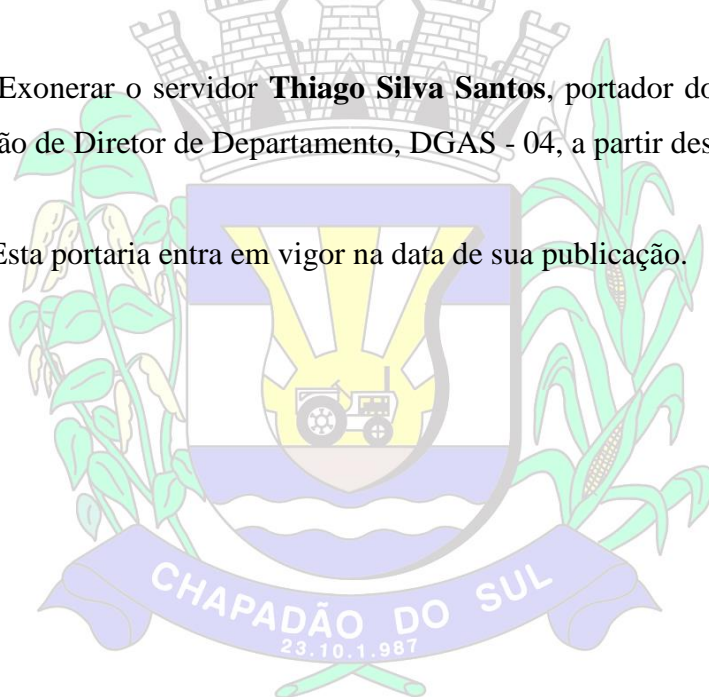 Exonerar o servidor Thiago Silva Santos, portador do
ão de Diretor de Departamento, DGAS - 04, a partir des
Esta portaria entra em vigor na data de sua publicação.
CHAPADÃO DO SUL
23.10.1.987